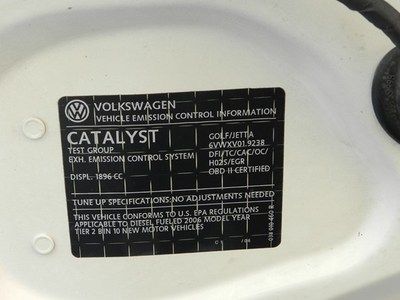 VOLKSWAGEN
VEHICLE EMISSION CONTROL INFORMATION
CATALYST GOLF/JETTA
TEST GROUP 6VWXV01.9238
EXH. EMISSION CONTROL SYSTEM DFI/TC/CAC/OC/
HO2S/EGR
DISPL. 1896 CC OBD II CERTIFIED
TUNE UP SPECIFICATIONS NO ADJUSTMENTS NEEDED
THIS VEHICLE CONFORMS TO U.S. EPA REGULATIONS
APPLICABLE TO DIESEL FUELED 2006 MODEL YEAR
TIER 2 BIN 10 NEW MOTOR VEHICLES